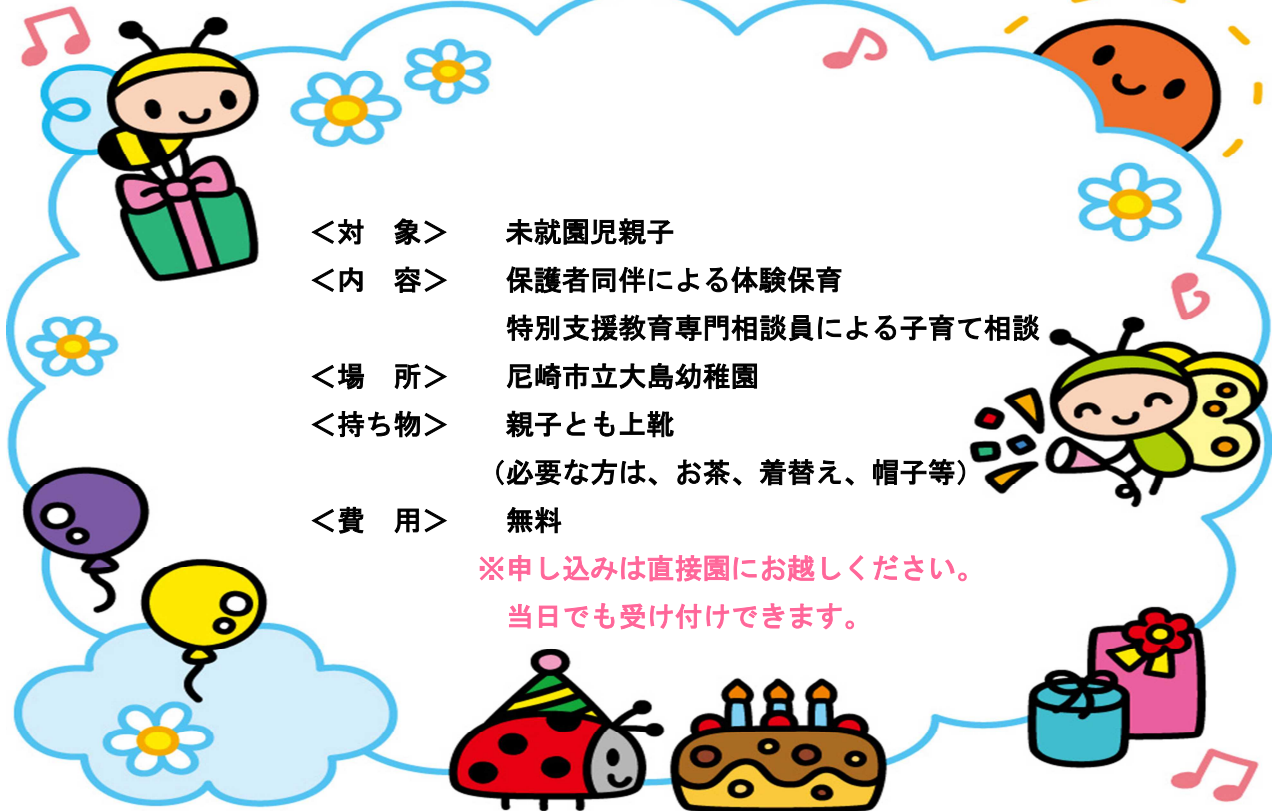 ＜対　象＞　　未就園児親子
＜内　容＞　　保護者同伴による体験保育
特別支援教育専門相談員による子育て相談
＜場　所＞　　尼崎市立大島幼稚園
＜持ち物＞　　親子とも上靴
（必要な方は、お茶、着替え、帽子等）
＜費　用＞　　無料
※申し込みは直接園にお越しください。
当日でも受け付けできます。